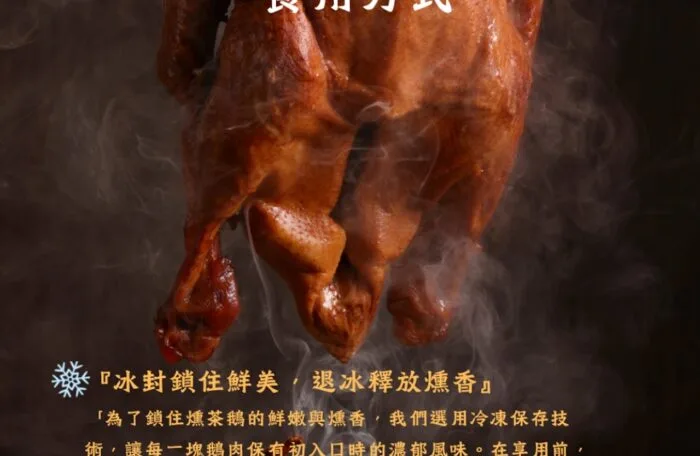 食用方式
『冰封鎖住鮮美，退冰釋放燻香』
「為了鎖住燻茶鵝的鮮嫩與燻香，我們選用冷凍保存技
術，讓每一塊鵝肉保有初入口時的濃郁風味。在享用前，